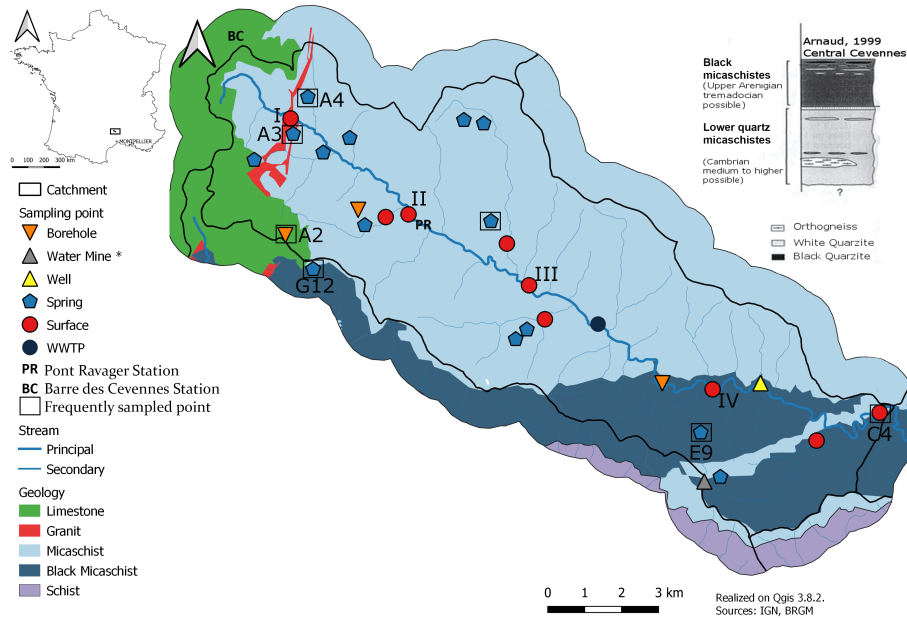 MONTPELLIER
0 100 200 300 km
Catchment
Sampling point
Borehole
Water Mine *
Well
Spring
Surface
WWTP
PR Pont Ravager Station
BC Barre des Cevennes Station
Frequently sampled point
Stream
Principal
Secondary
Geology
Limestone
Granit
Micaschist
Black Micaschist
Schist
BC
A4
I
A3
II
PR
A2
G12
III
IV
E9
C4
Arnaud, 1999
Central Cevennes
Black
micaschistes
(Upper Arenigian
tremadocian
possible)
Lower quartz
micaschistes
(Cambrian
medium to higher
possible)
?
Orthogneiss
White Quartzite
Black Quartzite
0 1 2 3 km
Realized on Qgis 3.8.2.
Sources: IGN, BRGM